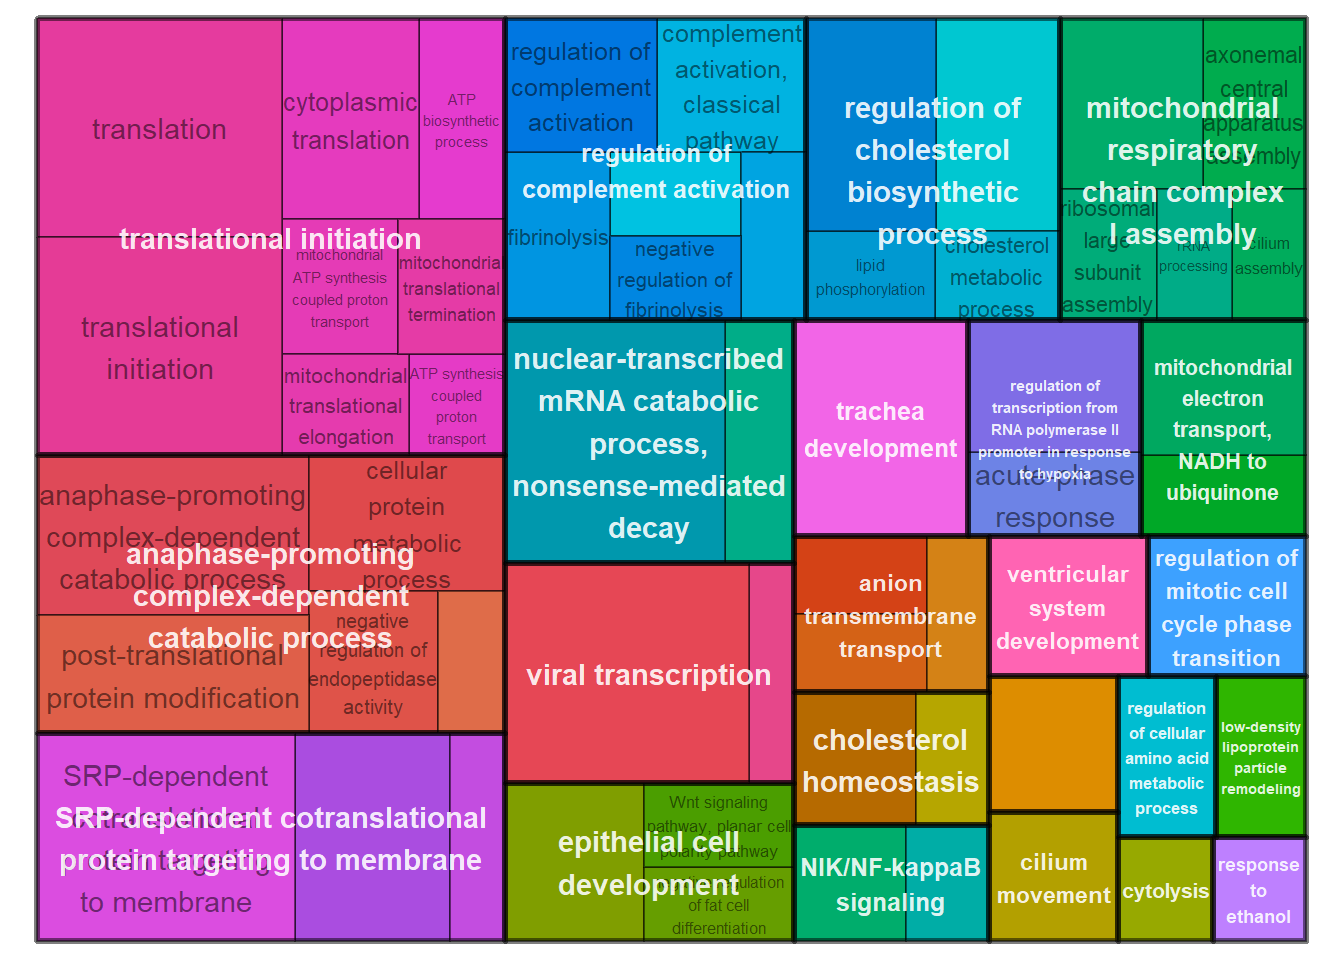 translation
cytoplasmic
translation
ATP
biosynthetic
process
translational initiation
translational
initiation
mitochondrial
ATP synthesis
coupled proton
transport
mitochondrial
translational
termination
mitochondrial
translational
elongation
ATP synthesis
coupled
proton
transport
regulation of
complement
activation
complement
activation,
classical
pathway
regulation of
complement activation
fibrinolysis
negative
regulation of
fibrinolysis
regulation of
cholesterol
biosynthetic
process
lipid
phosphorylation
cholesterol
metabolic
process
axonemal
central
apparatus
assembly
mitochondrial
respiratory
chain complex
I assembly
ribosomal
large
subunit
assembly
rRNA
processing
cilium
assembly
anaphase-promoting
complex-dependent
catabolic process
cellular
protein
metabolic
process
anaphase-promoting
complex-dependent
catabolic process
post-translational
protein modification
negative
regulation of
endopeptidase
activity
SRP-dependent
cotranslational
protein targeting
to membrane
SRP-dependent cotranslational
protein targeting to membrane
nuclear-transcribed
mRNA catabolic
process,
nonsense-mediated
decay
viral transcription
epithelial cell
development
Wnt signaling
pathway, planar cell
polarity pathway
regulation
of fat cell
differentiation
trachea
development
regulation of
transcription from
RNA polymerase II
promoter in response
to hypoxia
acute-phase
response
mitochondrial
electron
transport,
NADH to
ubiquinone
anion
transmembrane
transport
ventricular
system
development
regulation of
mitotic cell
cycle phase
transition
cholesterol
homeostasis
NIK/NF-kappaB
signaling
cilium
movement
regulation
of cellular
amino acid
metabolic
process
low-density
lipoprotein
particle
remodeling
cytolysis
response
to
ethanol